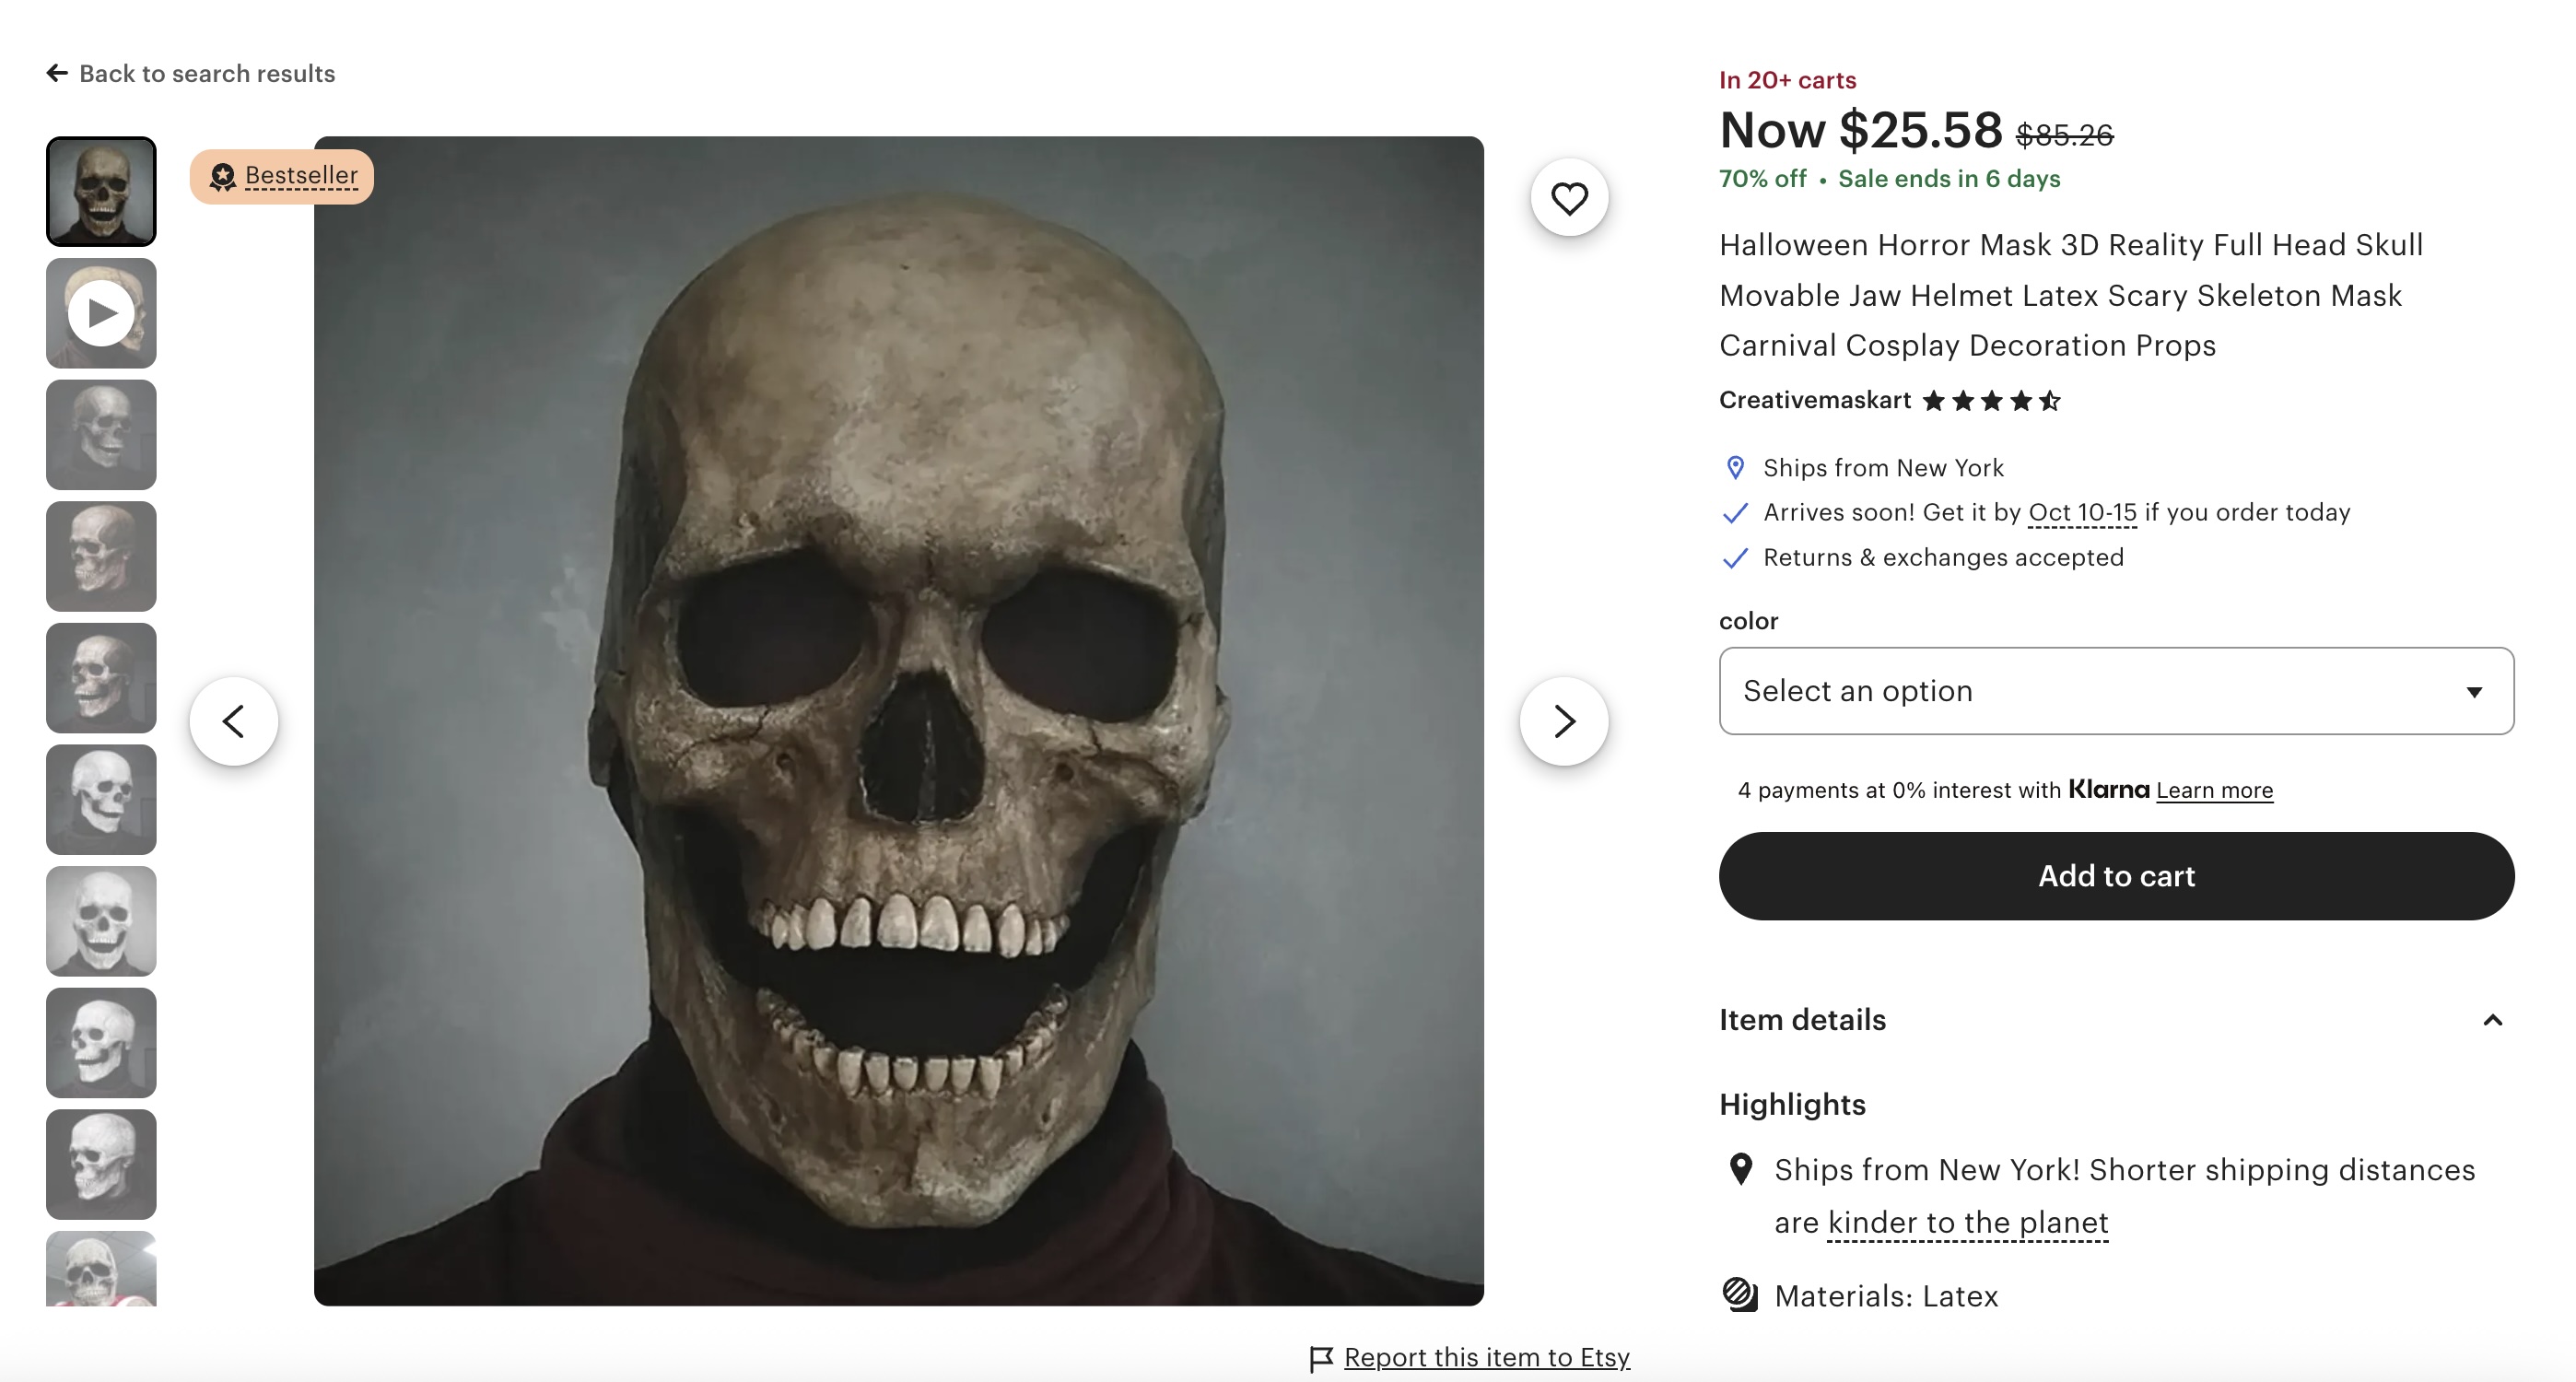 Back to search results
Bestseller
In 20+ carts
Now $25.58 $85.26
70% off • Sale ends in 6 days
Halloween Horror Mask 3D Reality Full Head Skull
Movable Jaw Helmet Latex Scary Skeleton Mask
Carnival Cosplay Decoration Props
Creativemaskart
Ships from New York
Arrives soon! Get it by Oct 10-15 if you order today
Returns & exchanges accepted
color
Select an option
4 payments at 0% interest with Klarna Learn more
Add to cart
Item details
Highlights
Ships from New York! Shorter shipping distances
are kinder to the planet
Materials: Latex
Report this item to Etsy